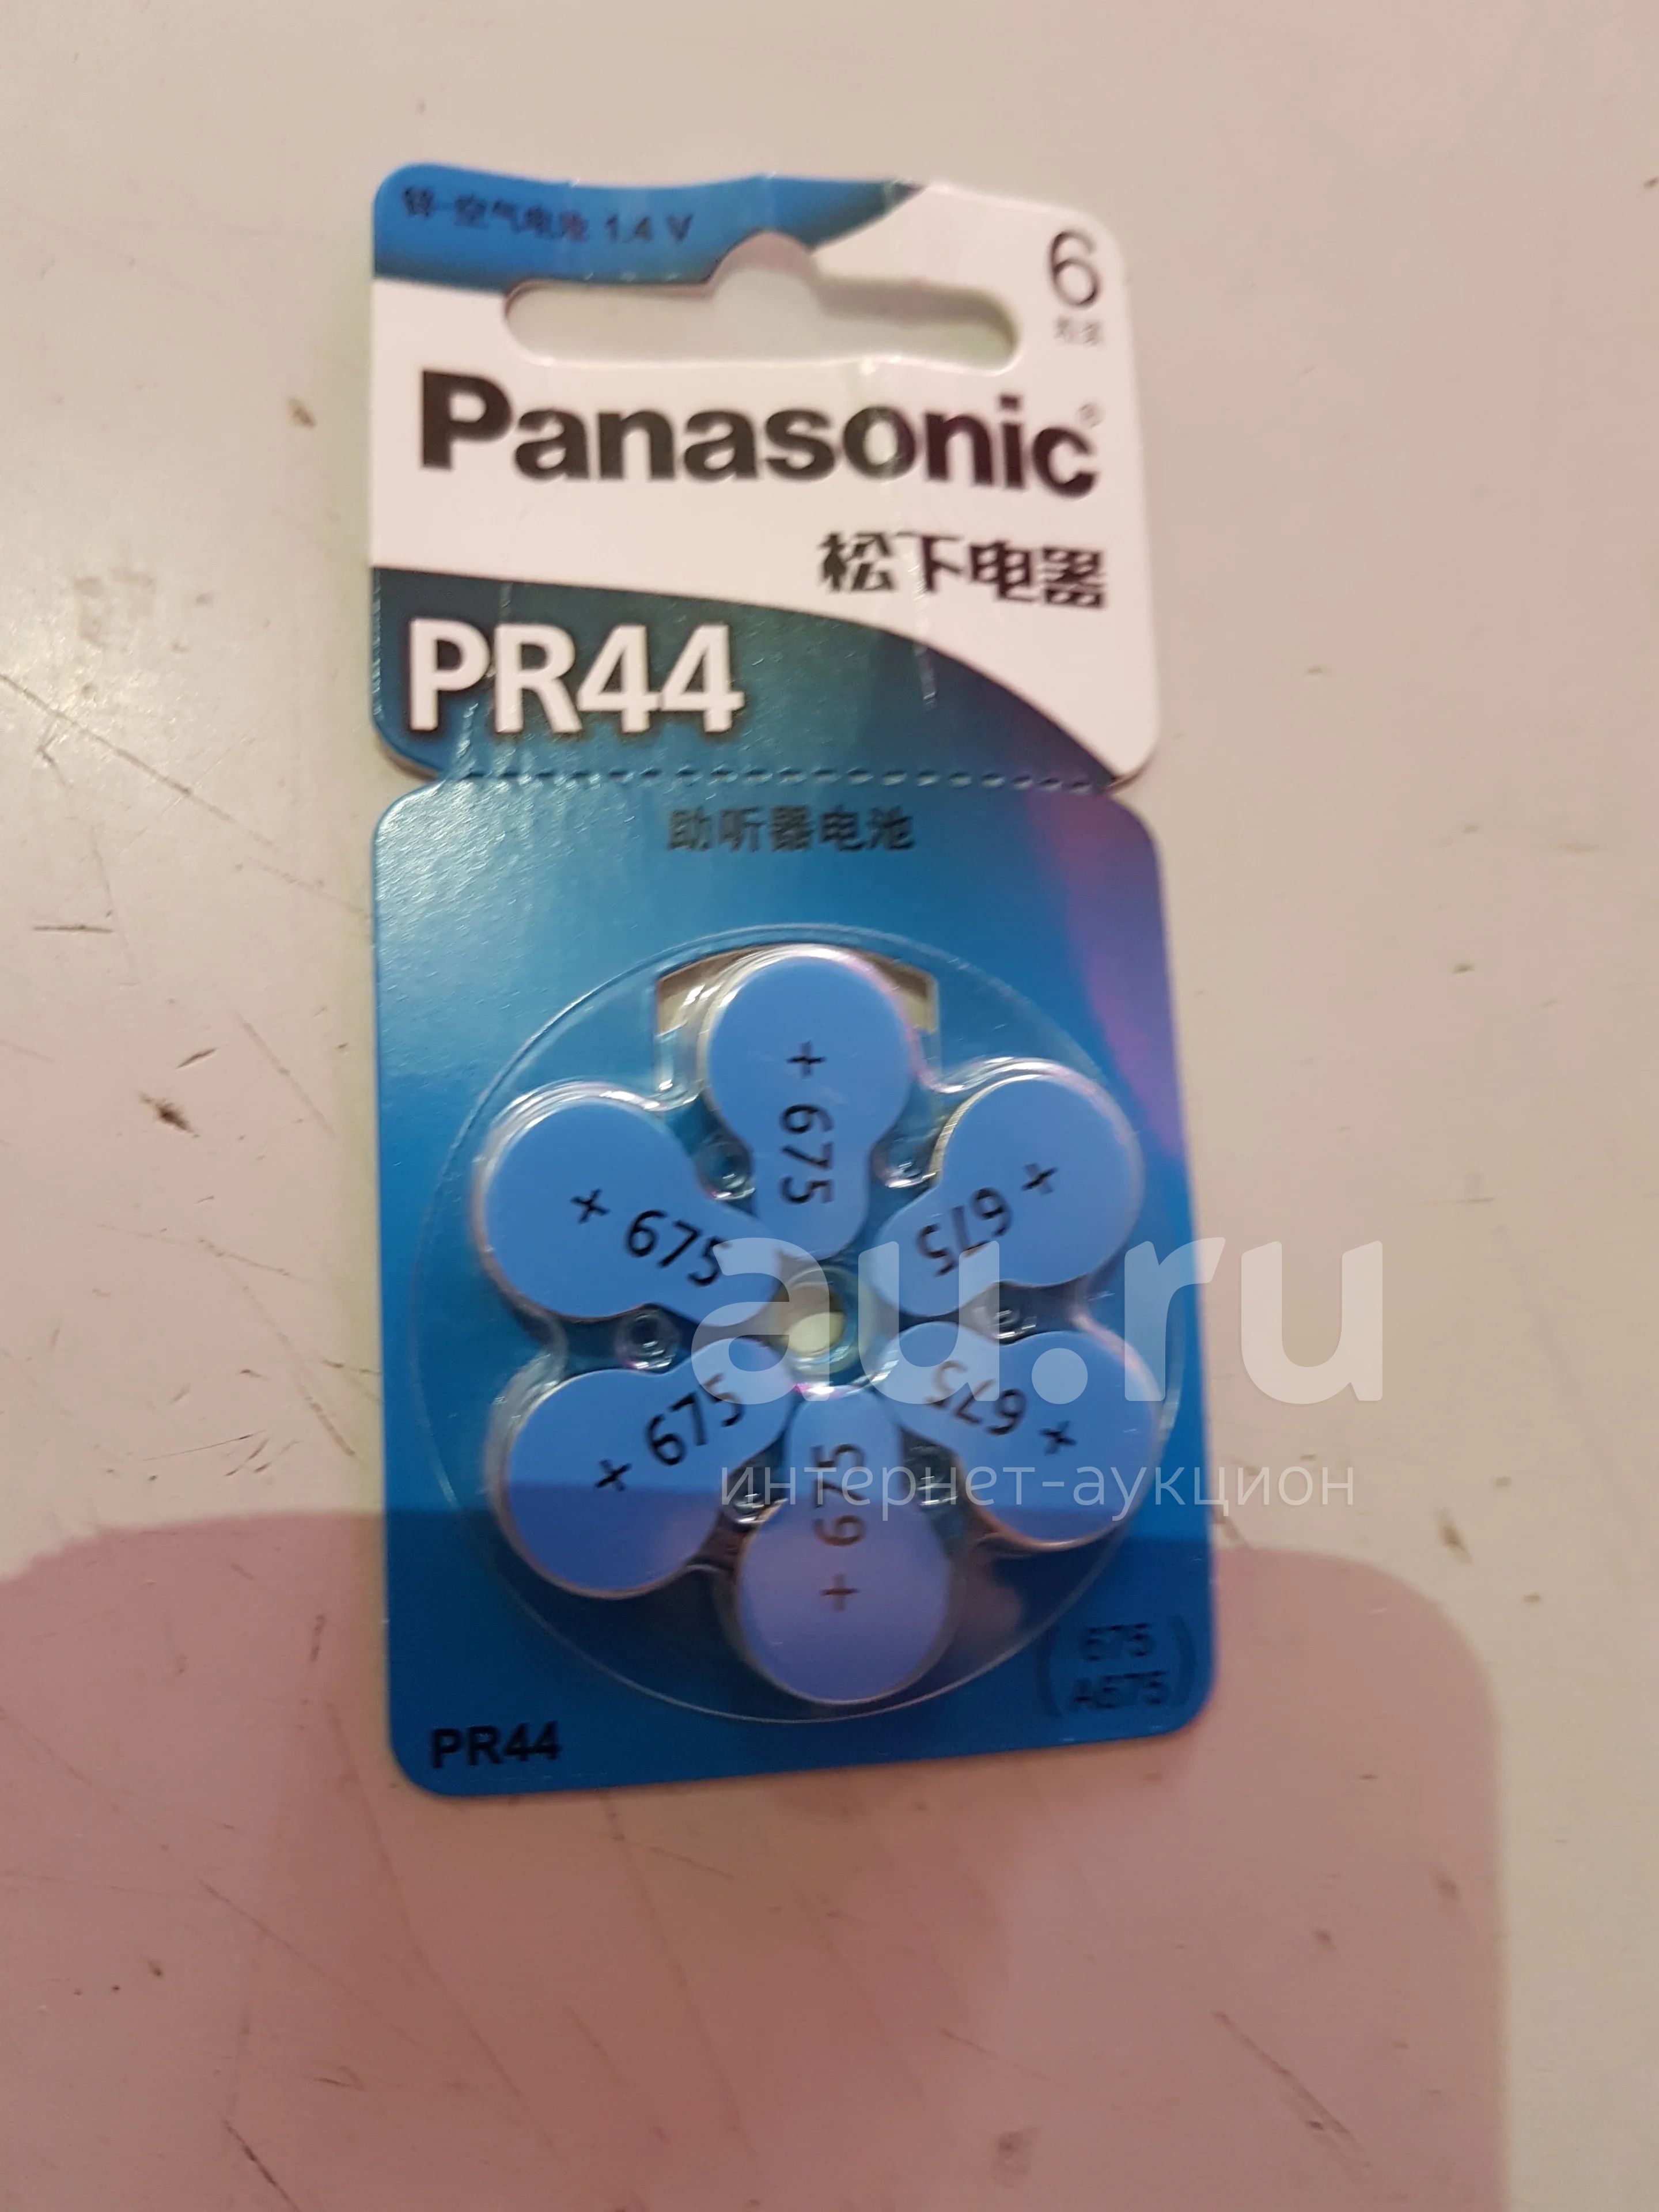 锌-空气电池 1.4 V
6
Panasonic®
松下电器
PR44
助听器电池
+ 675
+ 675
+ 675
+ 675
+ 675
+ 675
au.ru
интернет-аукцион
675
A675
PR44